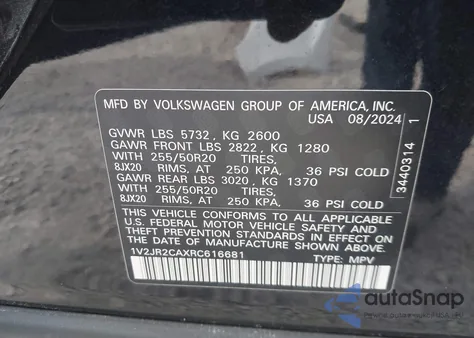 MFD BY VOLKSWAGEN GROUP OF AMERICA, INC.
USA 08/2024
GVWR LBS 5732, KG 2600
GAWR FRONT LBS 2822, KG 1280
WITH 255/50R20 TIRES,
8JX20 RIMS, AT 250 KPA, 36 PSI COLD
GAWR REAR LBS 3020, KG 1370
WITH 255/50R20 TIRES,
8JX20 RIMS, AT 250 KPA, 36 PSI COLD
THIS VEHICLE CONFORMS TO ALL APPLICABLE
U.S. FEDERAL MOTOR VEHICLE SAFETY AND
THEFT PREVENTION STANDARDS IN EFFECT ON THE
DATE OF MANUFACTURE SHOWN ABOVE.
1V2JR2CAXRC616681 TYPE: MPV
3440314 1
autoSnap